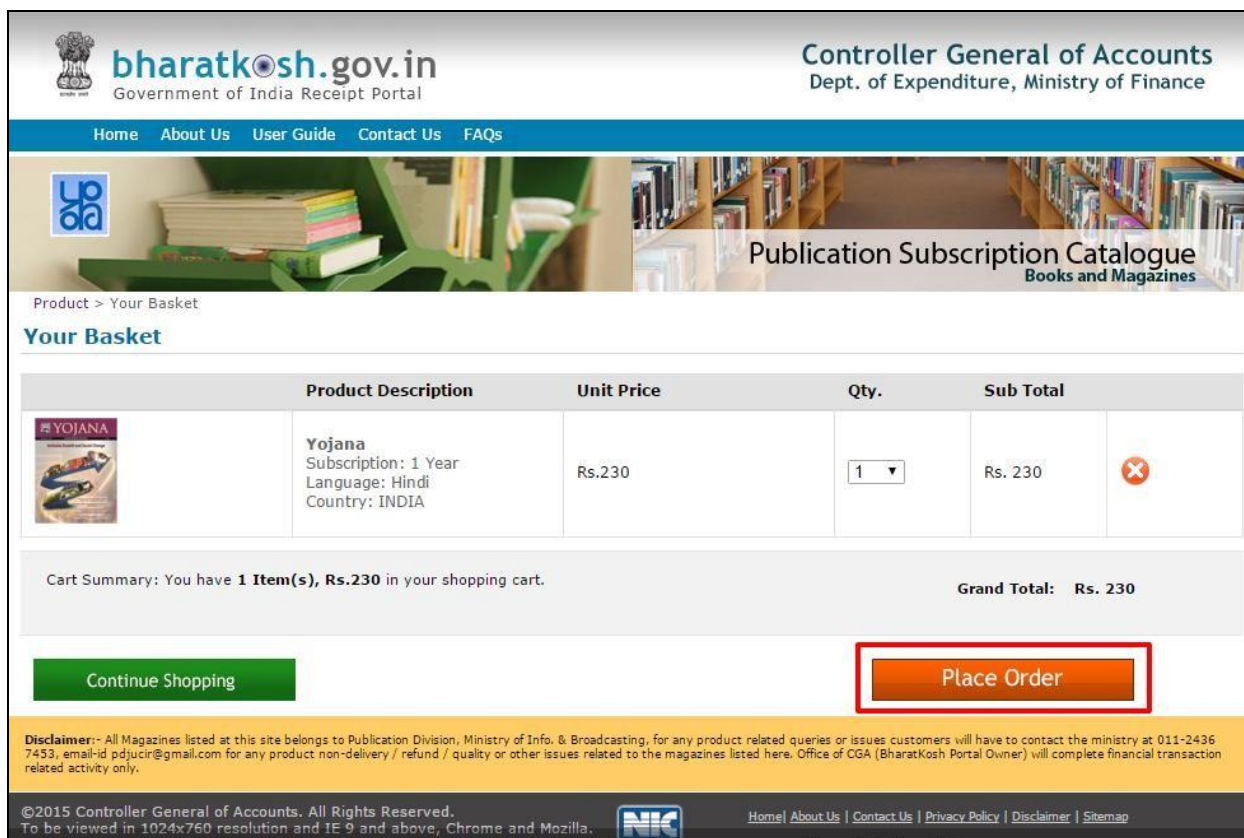 bharatkosh.gov.in
Government of India Receipt Portal
Controller General of Accounts
Dept. of Expenditure, Ministry of Finance
Home About Us User Guide Contact Us FAQs
Publication Subscription Catalogue
Books and Magazines
Product > Your Basket
Your Basket
Product Description Unit Price Qty. Sub Total
YOJANA
Yojana
Subscription: 1 Year
Language: Hindi
Country: INDIA
Rs.230 1 Rs. 230
Cart Summary: You have 1 Item(s), Rs.230 in your shopping cart.
Grand Total: Rs. 230
Continue Shopping
Place Order
Disclaimer:- All Magazines listed at this site belongs to Publication Division, Ministry of Info. & Broadcasting, for any product related queries or issues customers will have to contact the ministry at 011-2436
7453, email-id pdjucir@gmail.com for any product non-delivery / refund / quality or other issues related to the magazines listed here. Office of CGA (BharatKosh Portal Owner) will complete financial transaction
related activity only.
©2015 Controller General of Accounts. All Rights Reserved.
To be viewed in 1024x760 resolution and IE 9 and above, Chrome and Mozilla.
NIC
Home| About Us | Contact Us | Privacy Policy | Disclaimer | Sitemap